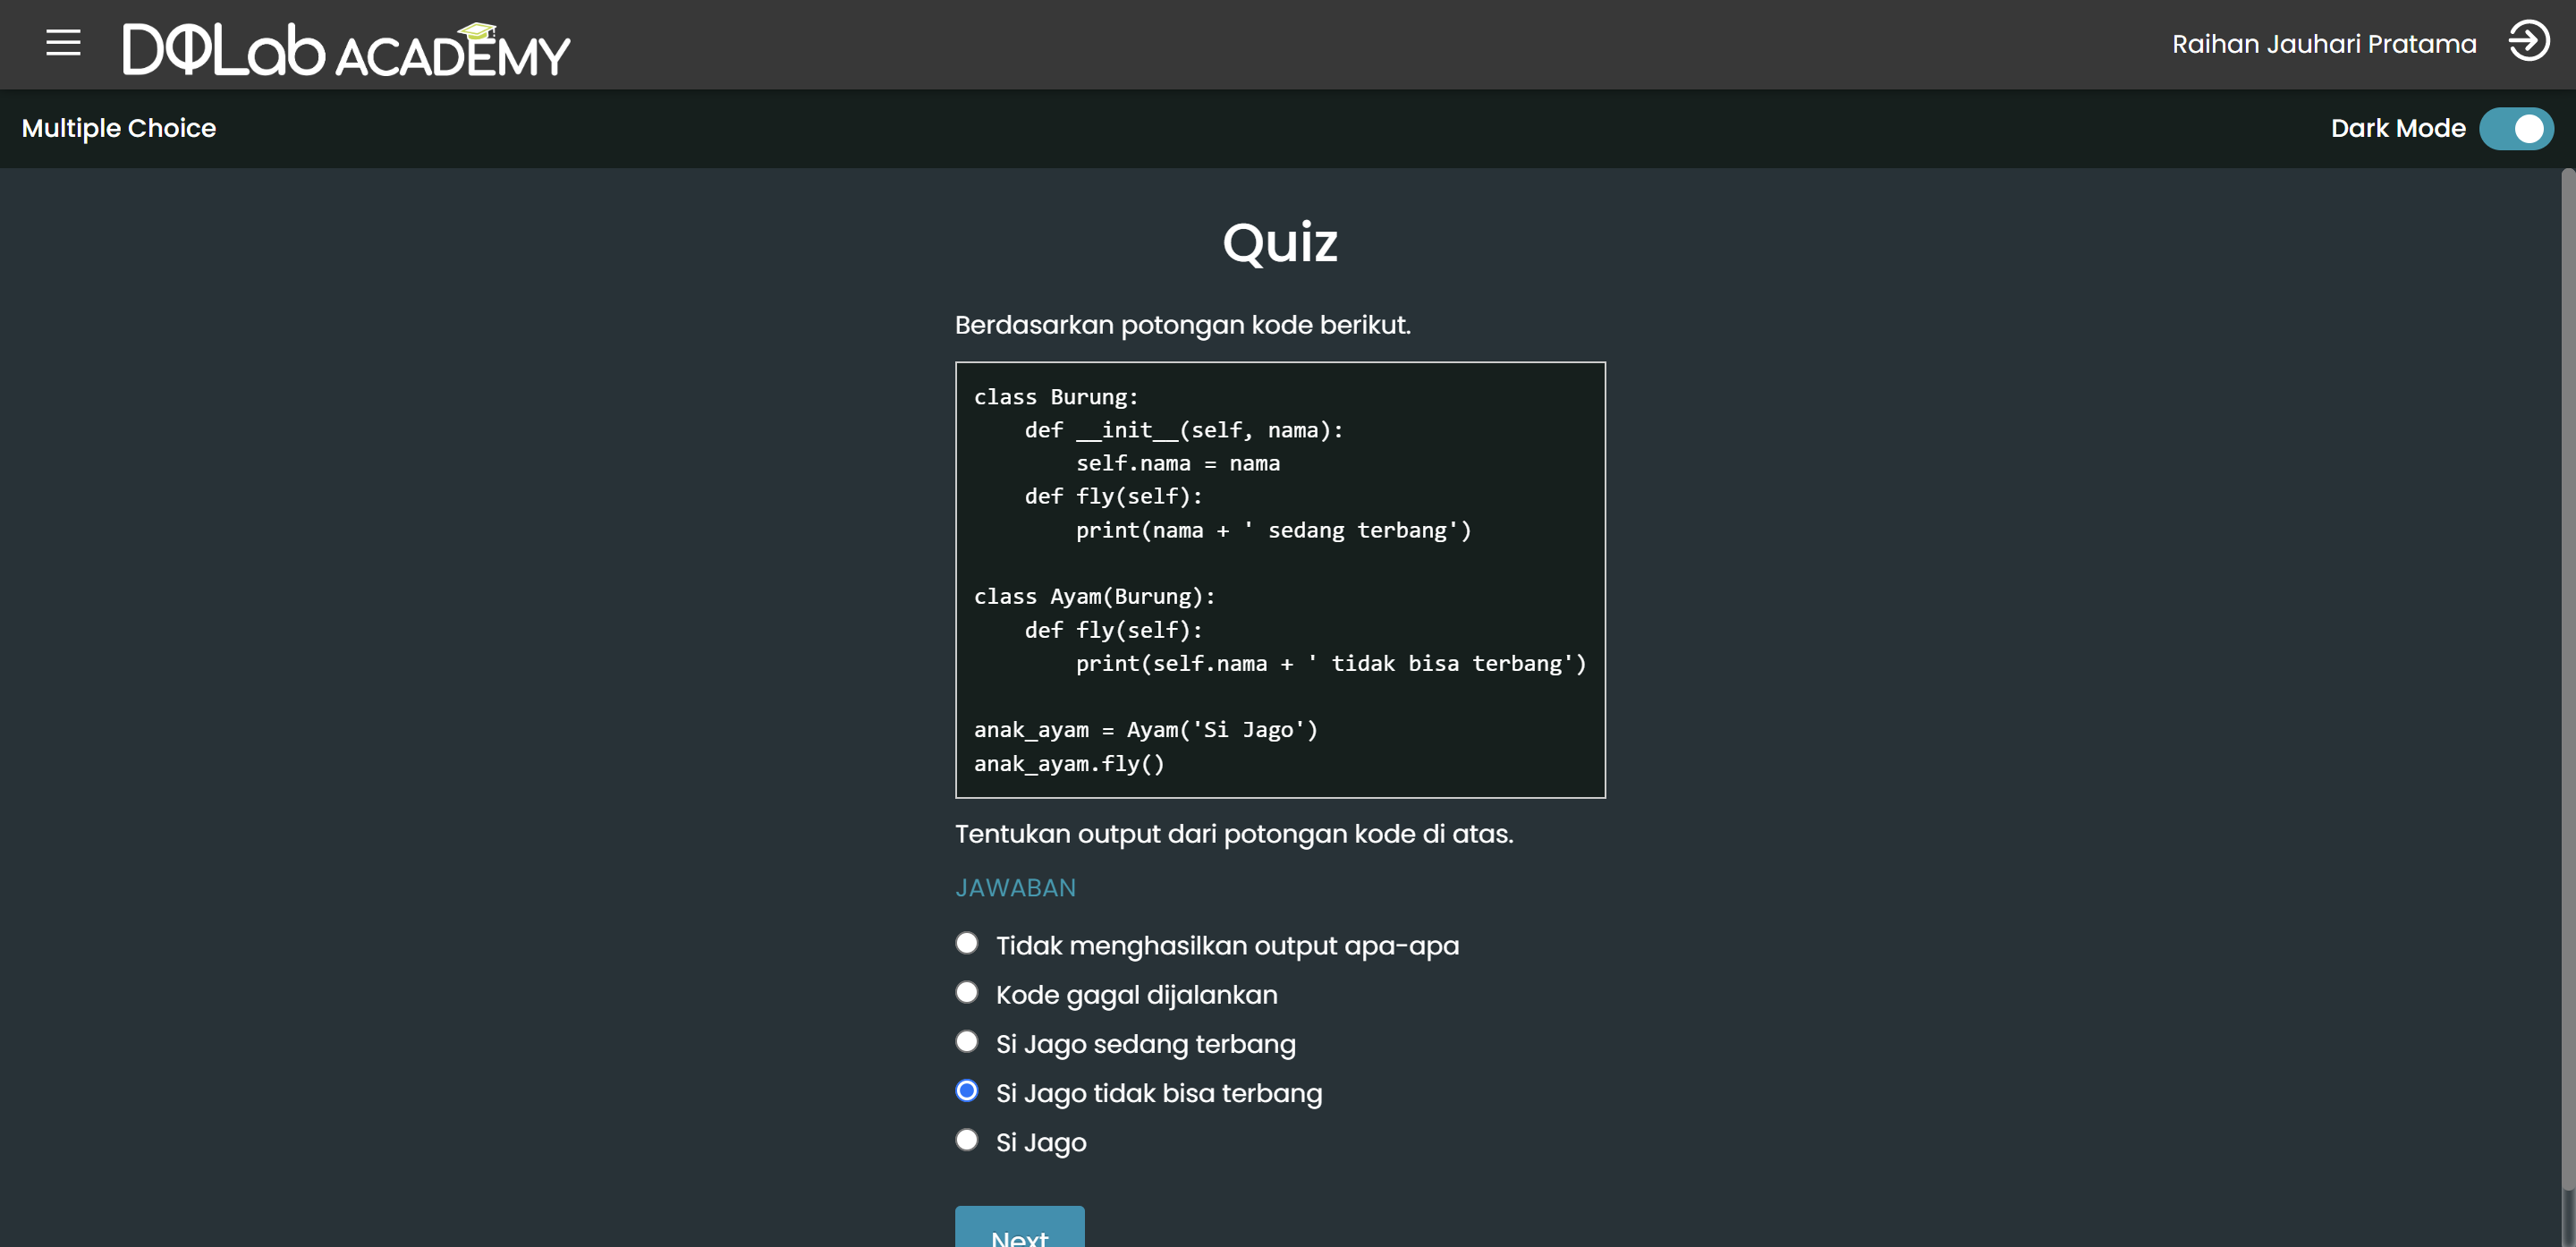 DQLab ACADEMY
Raihan Jauhari Pratama
Multiple Choice
Dark Mode
Quiz
Berdasarkan potongan kode berikut.
class Burung:
    def __init__(self, nama):
        self.nama = nama
    def fly(self):
        print(nama + ' sedang terbang')
class Ayam(Burung):
    def fly(self):
        print(self.nama + ' tidak bisa terbang')
anak_ayam = Ayam('Si Jago')
anak_ayam.fly()
Tentukan output dari potongan kode di atas.
JAWABAN
Tidak menghasilkan output apa-apa
Kode gagal dijalankan
Si Jago sedang terbang
Si Jago tidak bisa terbang
Si Jago
Next